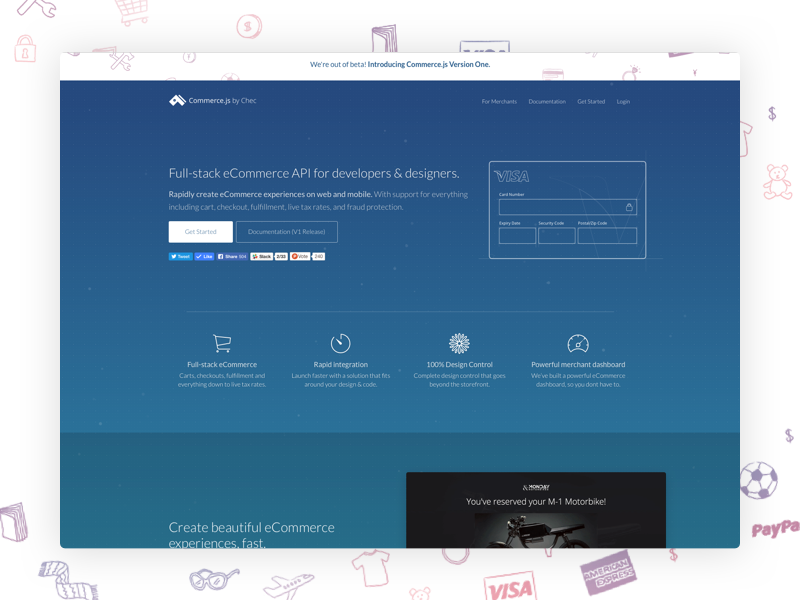 VISA
We're out of beta! Introducing Commerce.js Version One.
Commerce.js by Chec
For Merchants Documentation Get Started Login
Full-stack eCommerce API for developers & designers.
Rapidly create eCommerce experiences on web and mobile. With support for everything
including cart, checkout, fulfillment, live tax rates, and fraud protection.
Get Started
Documentation (V1 Release)
Tweet Like Share 504 Slack 2/33 Vote 240
VISA
Card Number
Expiry Date Security Code Postal/Zip Code
Full-stack eCommerce
Carts, checkouts, fulfillment and
everything down to live tax rates.
Rapid integration
Launch faster with a solution that fits
around your design & code.
100% Design Control
Complete design control that goes
beyond the storefront.
Powerful merchant dashboard
We've built a powerful eCommerce
dashboard, so you dont have to.
Create beautiful eCommerce
experiences, fast.
MONDAY
You've reserved your M-1 Motorbike!
PayPa
VISA
AMERICAN
EXPRESS